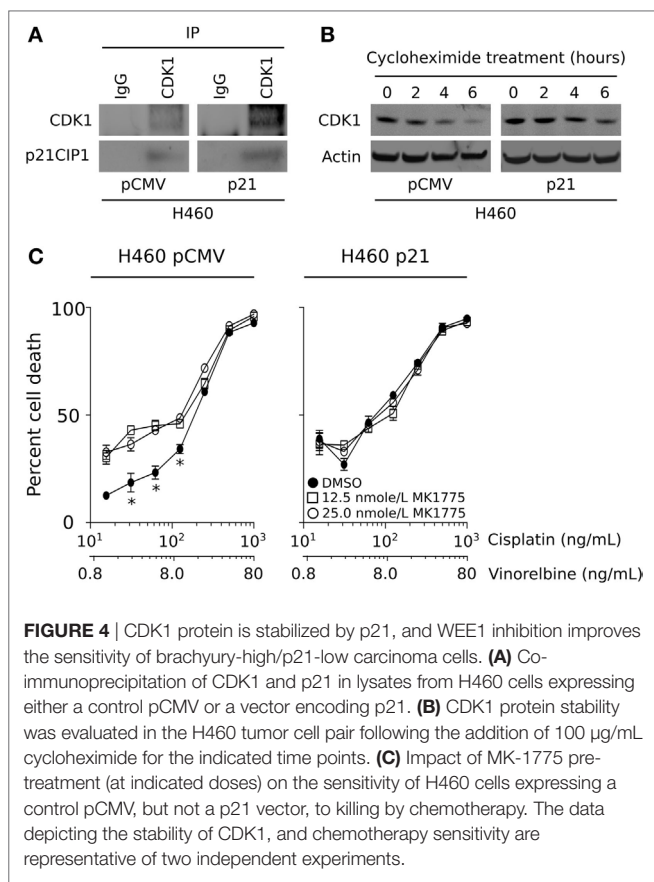 A
IP
IgG
CDK1
IgG
CDK1
CDK1
p21CIP1
pCMV
p21
H460
B
Cycloheximide treatment (hours)
0 2 4 6 0 2 4 6
CDK1
Actin
pCMV
p21
H460
C
H460 pCMV
H460 p21
Percent cell death
100
50
0
* * *
DMSO
12.5 nmole/L MK1775
25.0 nmole/L MK1775
10¹ 10² 10³ 10¹ 10² 10³ Cisplatin (ng/mL)
0.8 8.0 80 0.8 8.0 80 Vinorelbine (ng/mL)
FIGURE 4 | CDK1 protein is stabilized by p21, and WEE1 inhibition improves
the sensitivity of brachyury-high/p21-low carcinoma cells. (A) Co-
immunoprecipitation of CDK1 and p21 in lysates from H460 cells expressing
either a control pCMV or a vector encoding p21. (B) CDK1 protein stability
was evaluated in the H460 tumor cell pair following the addition of 100 µg/mL
cycloheximide for the indicated time points. (C) Impact of MK-1775 pre-
treatment (at indicated doses) on the sensitivity of H460 cells expressing a
control pCMV, but not a p21 vector, to killing by chemotherapy. The data
depicting the stability of CDK1, and chemotherapy sensitivity are
representative of two independent experiments.